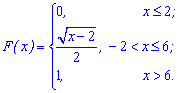 F(x) = { 0, x ≤ 2;
√(x−2)/2, −2 < x ≤ 6;
1, x > 6.